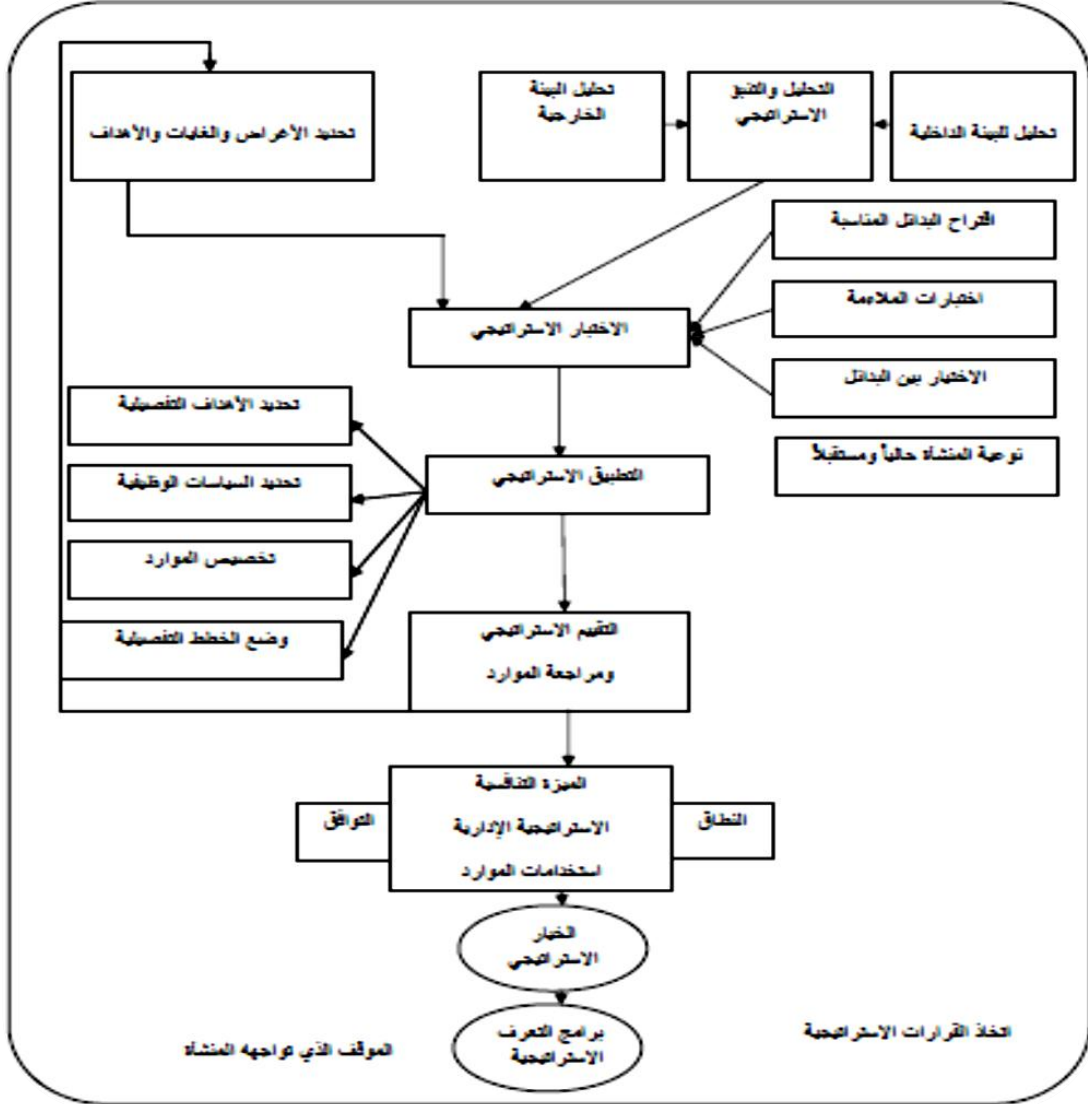 تحليل للبيئة الداخلية
التحليل والتنبؤ
الاستراتيجي
تحليل البيئة
الخارجية
تحديد الأغراض والغايات والأهداف
اقتراح البدائل المناسبة
اختبارات الملاءمة
الاختيار بين البدائل
نوعية المنشأة حالياً ومستقبلاً
الاختيار الاستراتيجي
تحديد الأهداف التفصيلية
التطبيق الاستراتيجي
تحديد السياسات الوظيفية
تخصيص الموارد
وضع الخطط التفصيلية
التقييم الاستراتيجي
ومراجعة الموارد
النطاق
الميزة التنافسية
الاستراتيجية الإدارية
استخدامات الموارد
التوافق
الخيار
الاستراتيجي
برامج التعرف
الاستراتيجية
اتخاذ القرارات الاستراتيجية
الموقف الذي تواجهه المنشأة